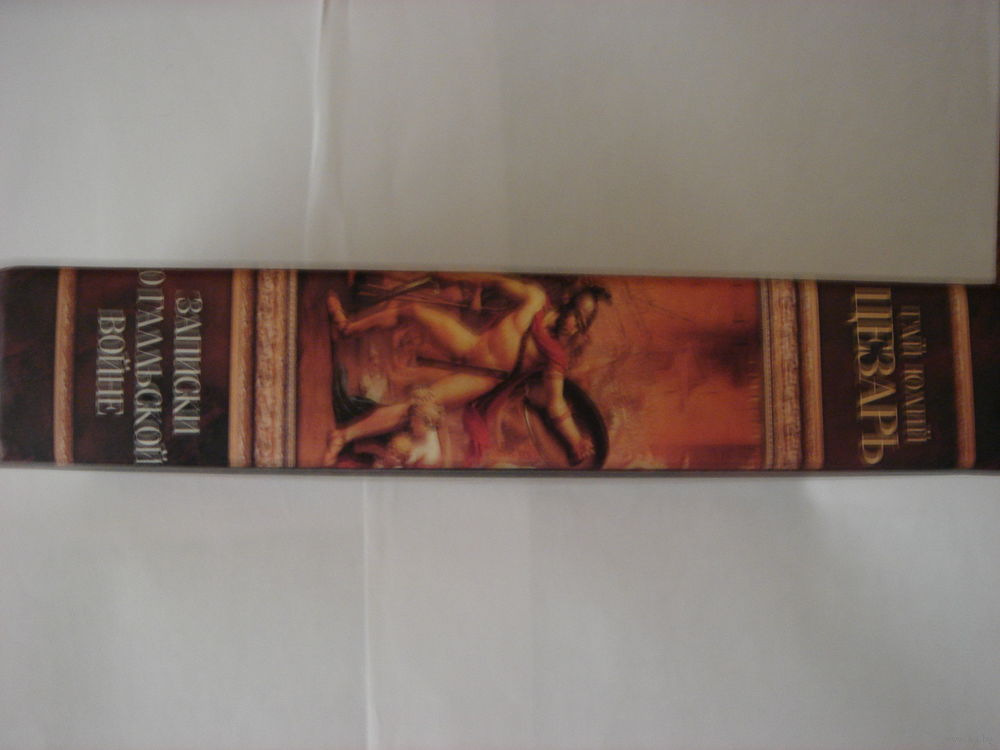 ГАЙ ЮЛИЙ
ЦЕЗАРЬ
ЗАПИСКИ
О ГАЛЛЬСКОЙ
ВОЙНЕ